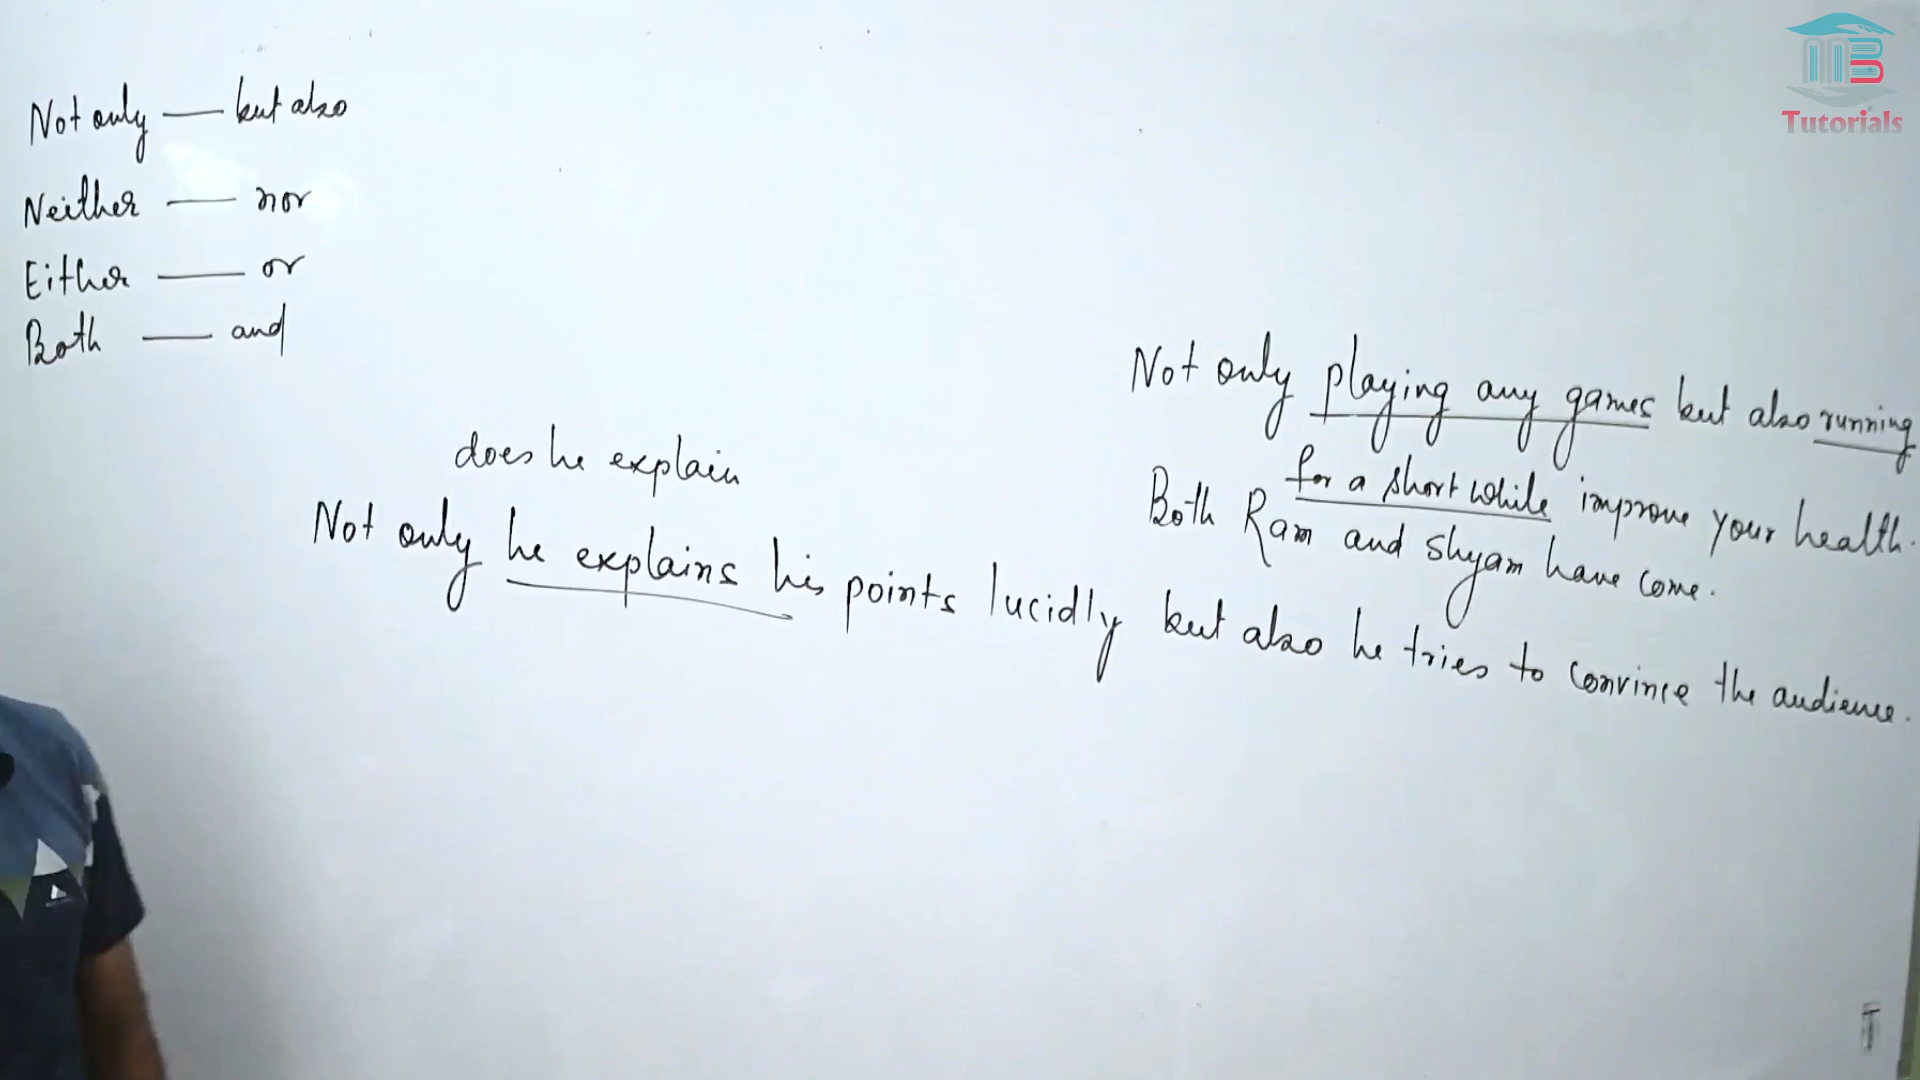 MB
Tutorials
Not only — but also
Neither — nor
Either — or
Both — and
Not only playing any games but also running
for a short while improve your health.
Both Ram and Shyam have come.
does he explain
Not only he explains his points lucidly but also he tries to convince the audience.